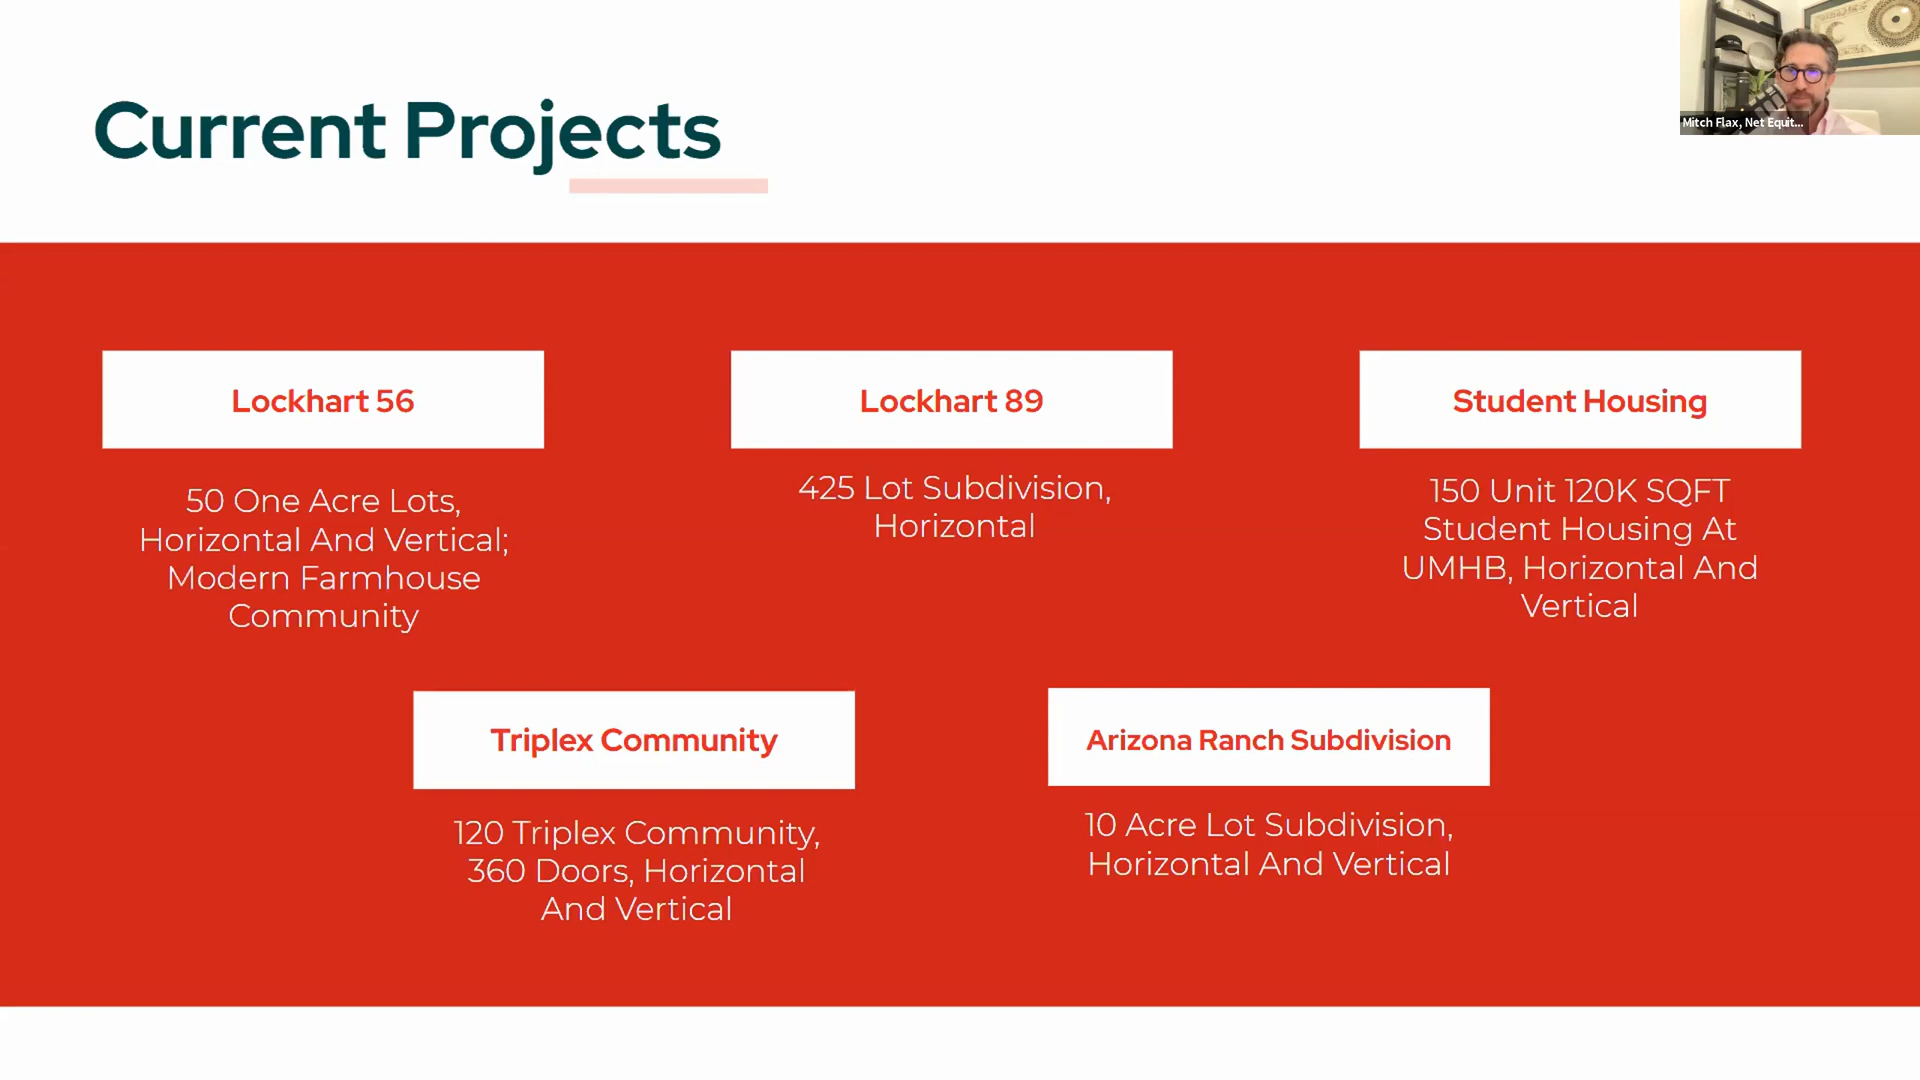 Current Projects
Mitch Flax, Net Equit...
Lockhart 56
50 One Acre Lots,
Horizontal And Vertical;
Modern Farmhouse
Community
Lockhart 89
425 Lot Subdivision,
Horizontal
Student Housing
150 Unit 120K SQFT
Student Housing At
UMHB, Horizontal And
Vertical
Triplex Community
120 Triplex Community,
360 Doors, Horizontal
And Vertical
Arizona Ranch Subdivision
10 Acre Lot Subdivision,
Horizontal And Vertical